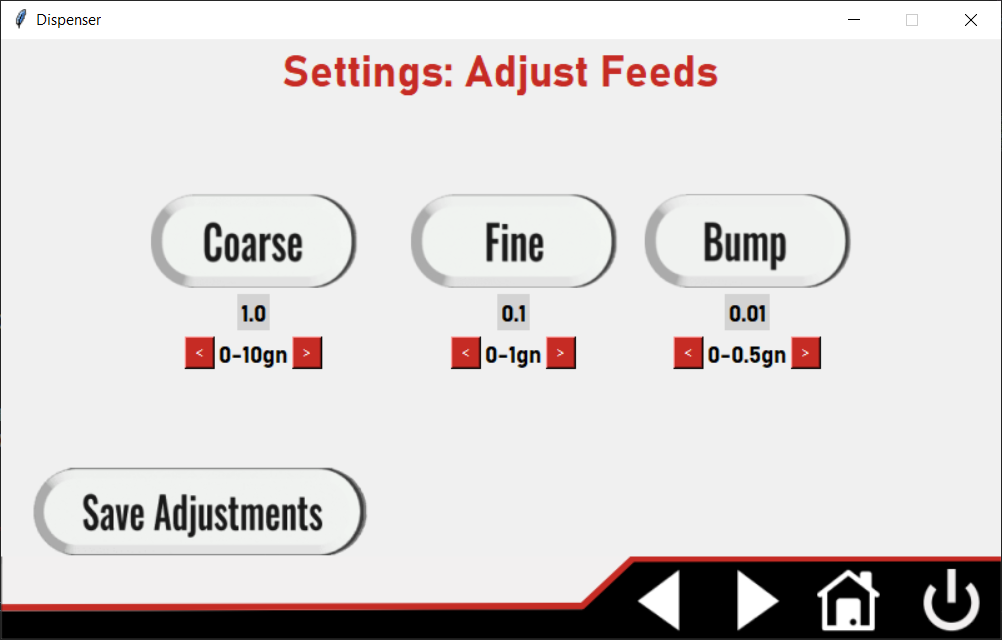 Dispenser
Settings: Adjust Feeds
Coarse Fine Bump
1.0 0.1 0.01
< 0-10gn > < 0-1gn > < 0-0.5gn >
Save Adjustments